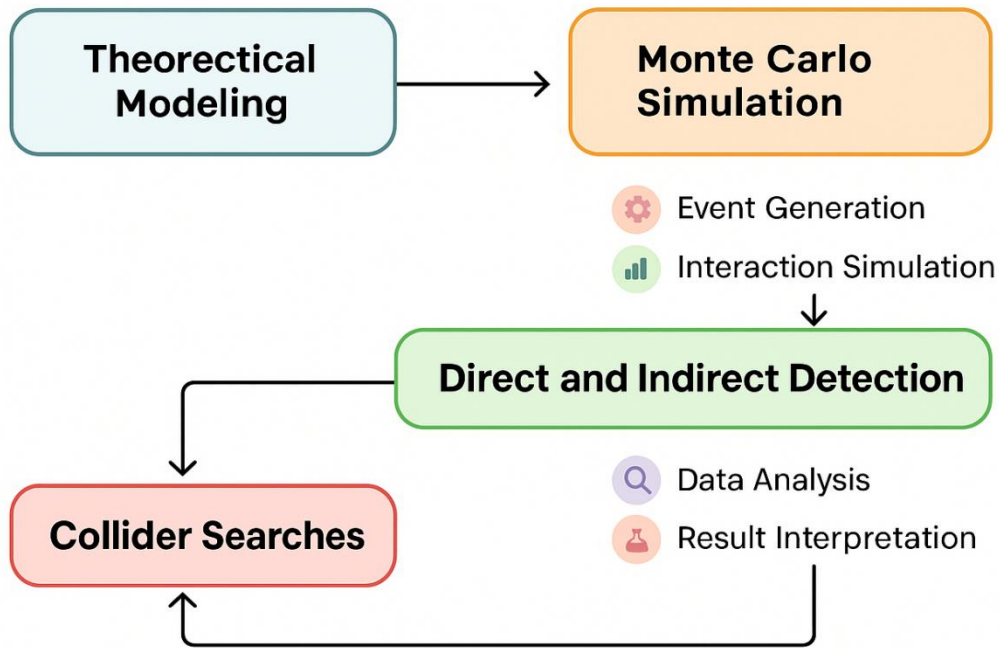 Theorectical
Modeling
Monte Carlo
Simulation
Event Generation
Interaction Simulation
Direct and Indirect Detection
Collider Searches
Data Analysis
Result Interpretation